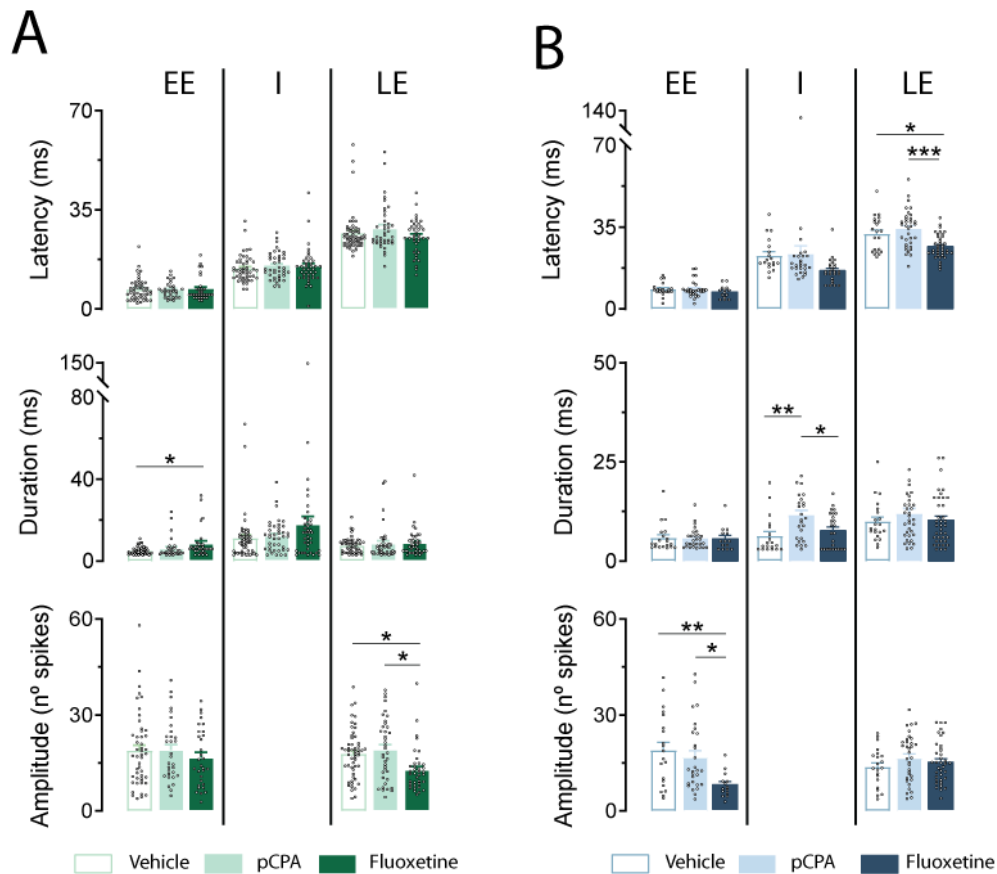 A
B
EE I LE
EE I LE
Latency (ms)
70
35
0
Latency (ms)
140
70
35
0
*
***
Duration (ms)
150
80
40
0
*
Duration (ms)
50
25
0
**
*
Amplitude (nº spikes)
60
30
0
*
*
Amplitude (nº spikes)
60
30
0
**
*
Vehicle pCPA Fluoxetine
Vehicle pCPA Fluoxetine